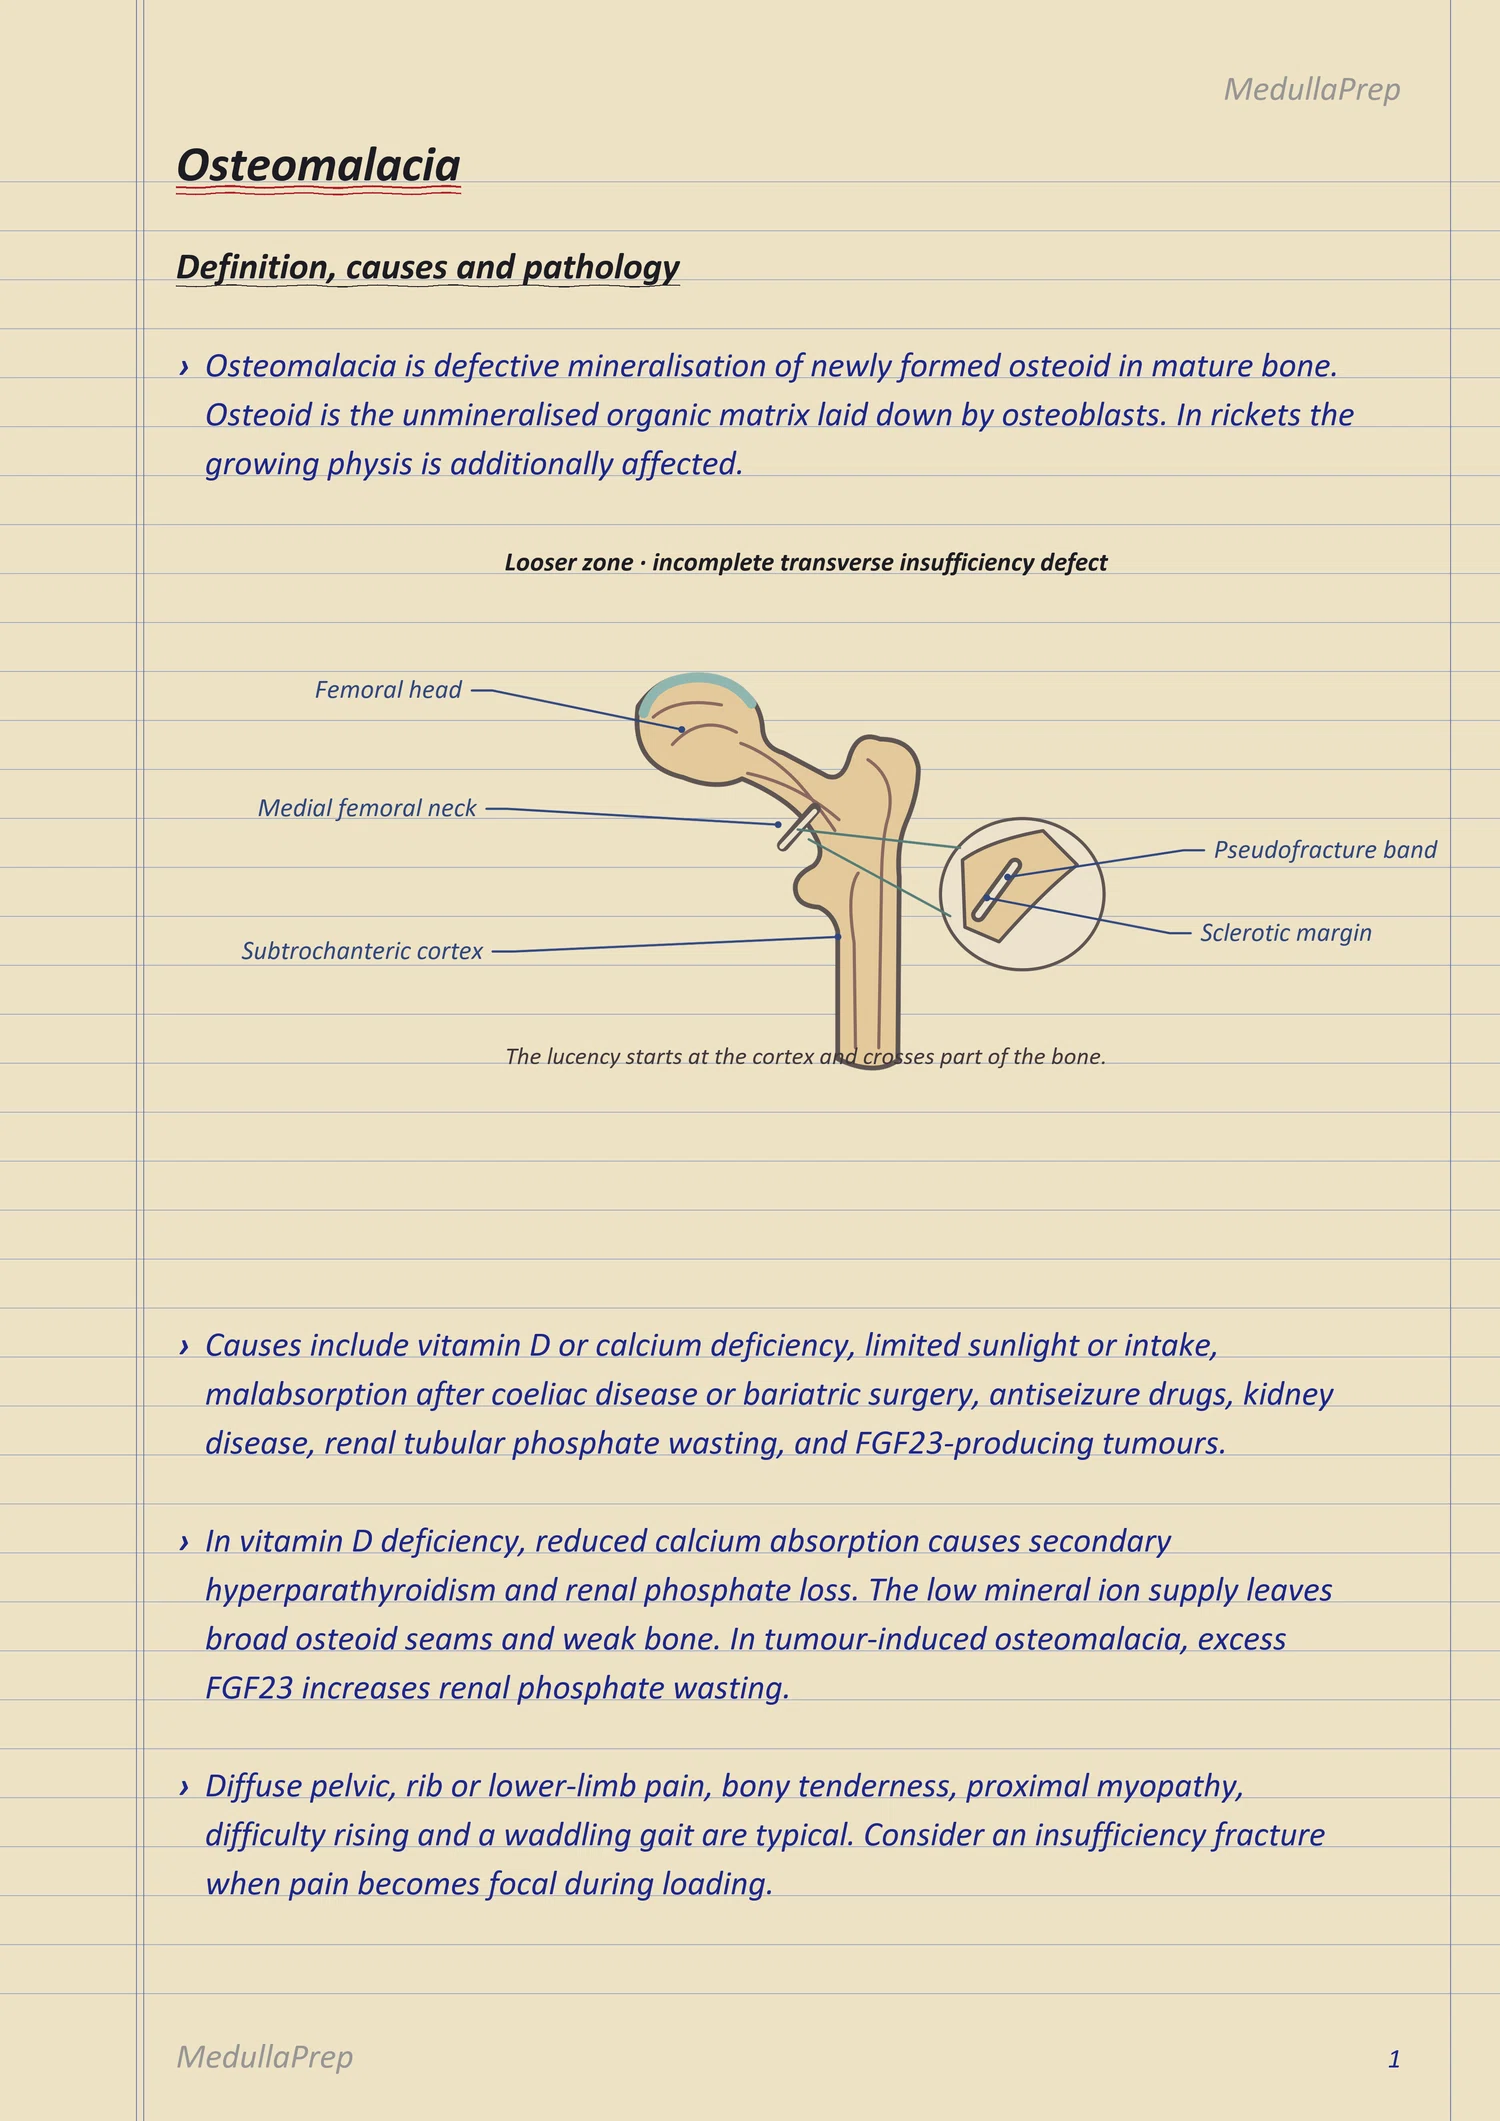 MedullaPrep
Osteomalacia
Definition, causes and pathology
› Osteomalacia is defective mineralisation of newly formed osteoid in mature bone.
Osteoid is the unmineralised organic matrix laid down by osteoblasts. In rickets the
growing physis is additionally affected.
Looser zone · incomplete transverse insufficiency defect
Femoral head
Medial femoral neck
Pseudofracture band
Sclerotic margin
Subtrochanteric cortex
The lucency starts at the cortex and crosses part of the bone.
› Causes include vitamin D or calcium deficiency, limited sunlight or intake,
malabsorption after coeliac disease or bariatric surgery, antiseizure drugs, kidney
disease, renal tubular phosphate wasting, and FGF23-producing tumours.
› In vitamin D deficiency, reduced calcium absorption causes secondary
hyperparathyroidism and renal phosphate loss. The low mineral ion supply leaves
broad osteoid seams and weak bone. In tumour-induced osteomalacia, excess
FGF23 increases renal phosphate wasting.
› Diffuse pelvic, rib or lower-limb pain, bony tenderness, proximal myopathy,
difficulty rising and a waddling gait are typical. Consider an insufficiency fracture
when pain becomes focal during loading.
MedullaPrep
1